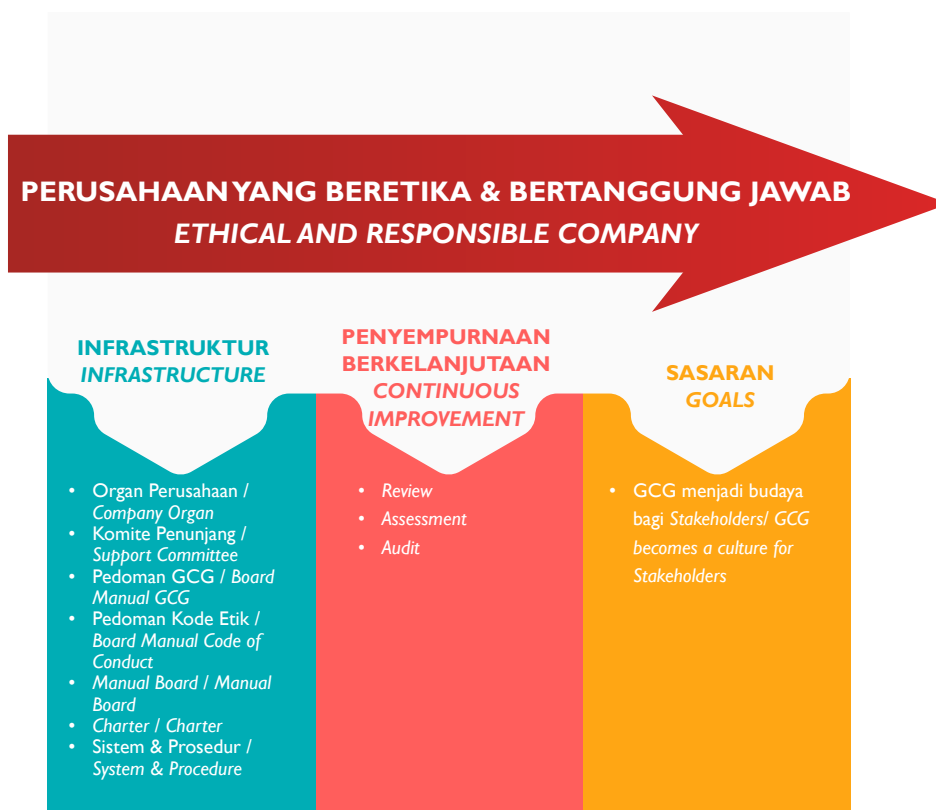 PERUSAHAAN YANG BERETIKA & BERTANGGUNG JAWAB
ETHICAL AND RESPONSIBLE COMPANY
INFRASTRUKTUR
INFRASTRUCTURE
• Organ Perusahaan /
Company Organ
• Komite Penunjang /
Support Committee
• Pedoman GCG / Board
Manual GCG
• Pedoman Kode Etik /
Board Manual Code of
Conduct
• Manual Board / Manual
Board
• Charter / Charter
• Sistem & Prosedur /
System & Procedure
PENYEMPURNAAN
BERKELANJUTAAN
CONTINUOUS
IMPROVEMENT
• Review
• Assessment
• Audit
SASARAN
GOALS
• GCG menjadi budaya
bagi Stakeholders/ GCG
becomes a culture for
Stakeholders